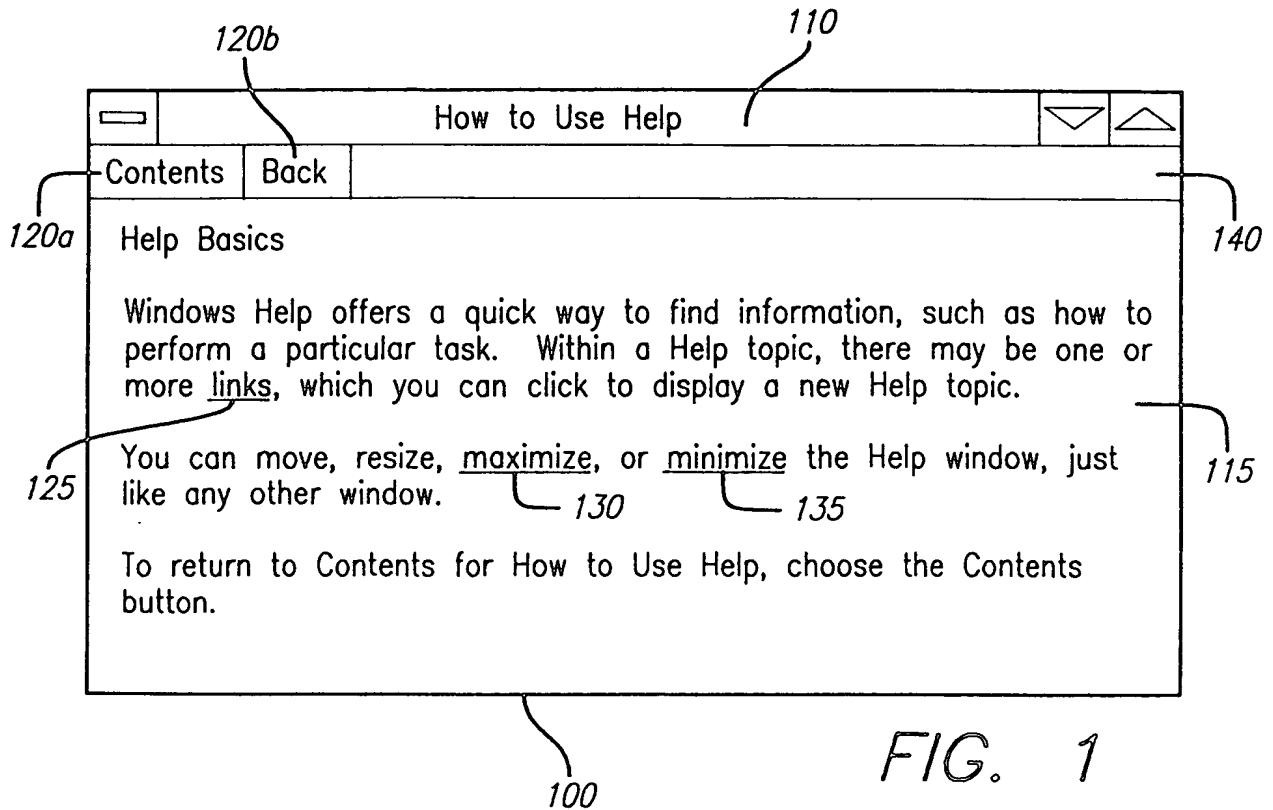 120b
110
How to Use Help
Contents Back
120a
140
Help Basics
Windows Help offers a quick way to find information, such as how to
perform a particular task. Within a Help topic, there may be one or
more links, which you can click to display a new Help topic.
115
125
You can move, resize, maximize, or minimize the Help window, just
like any other window.
130
135
To return to Contents for How to Use Help, choose the Contents
button.
100
FIG. 1